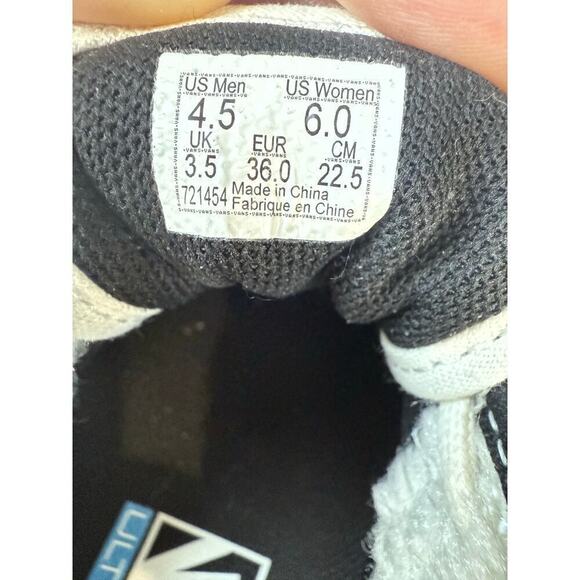 US Men US Women
4.5 6.0
UK EUR CM
3.5 36.0 22.5
721454 Made in China
Fabrique en Chine
ULT